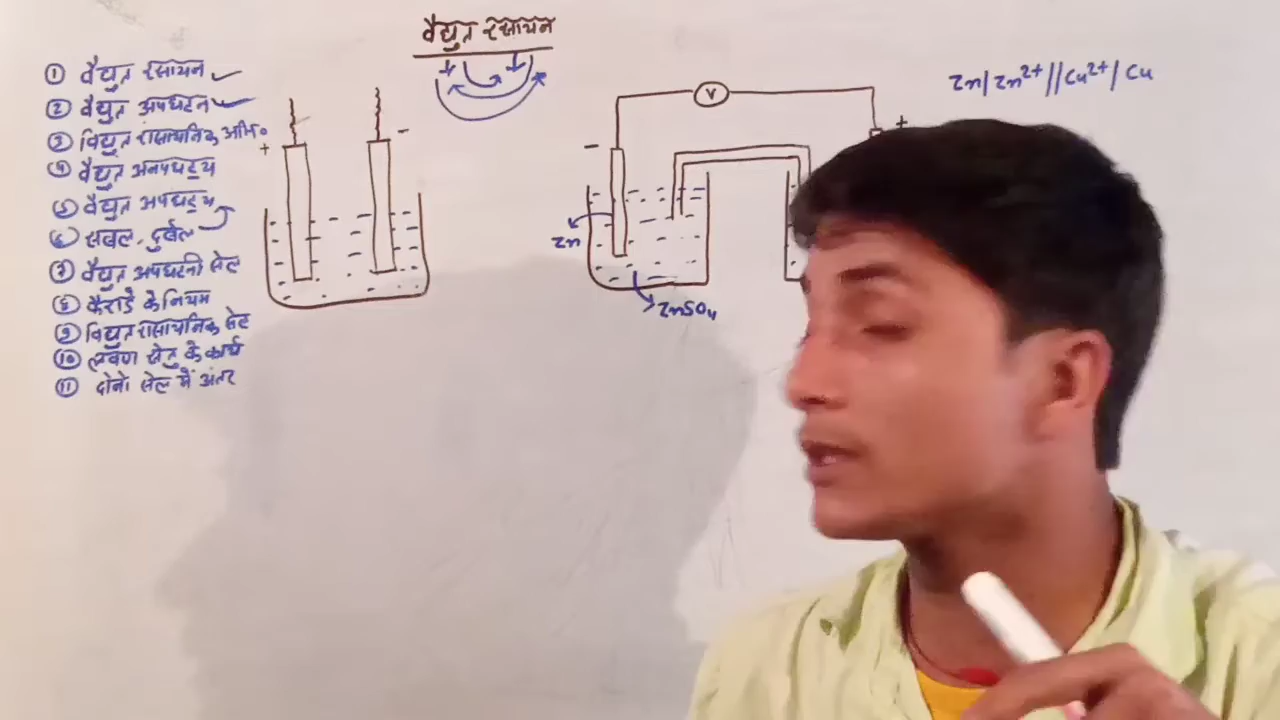 वैद्युत रसायन
① वैद्युत रसायन
② वैद्युत अपघटन
③ विद्युत रासायनिक अभि०
④ वैद्युत अनपघट्य
⑤ वैद्युत अपघट्य
⑥ सबल, दुर्बल
⑦ वैद्युत अपघटनी सेल
⑧ फैराडे के नियम
⑨ विद्युत रासायनिक सेल
⑩ लवण सेतु के कार्य
⑪ दोनो सेल में अंतर
+
-
V
-
+
Zn
ZnSO4
Zn/Zn2+//Cu2+/Cu